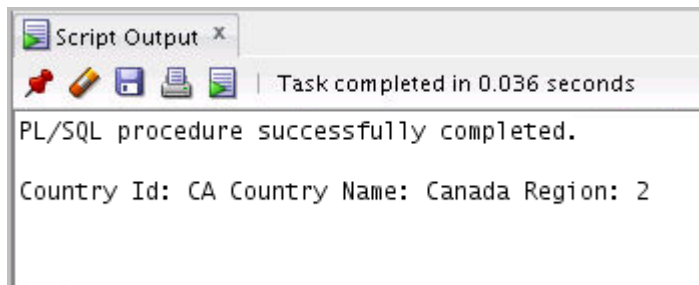 Script Output
Task completed in 0.036 seconds
PL/SQL procedure successfully completed.
Country Id: CA Country Name: Canada Region: 2